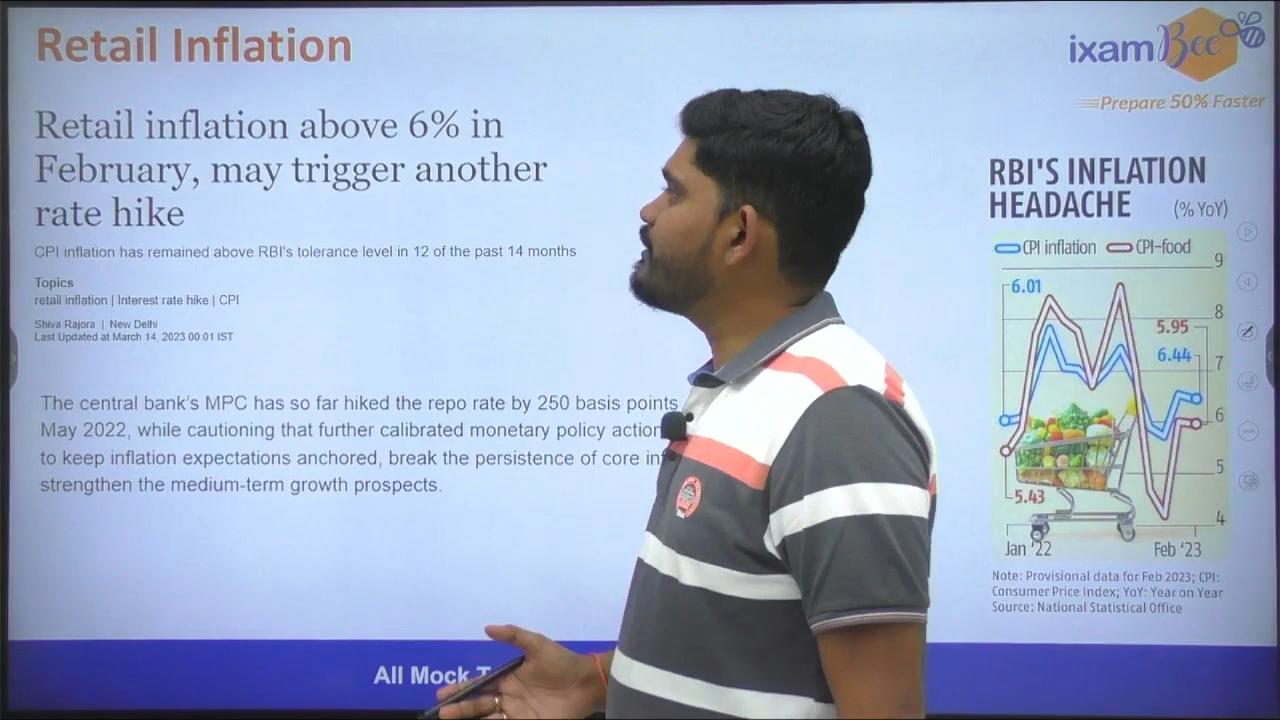 Retail Inflation
ixamBee
Prepare 50% Faster
Retail inflation above 6% in
February, may trigger another
rate hike
CPI inflation has remained above RBI's tolerance level in 12 of the past 14 months
Topics
retail inflation | Interest rate hike | CPI
Shiva Rajora | New Delhi
Last Updated at March 14, 2023 00:01 IST
The central bank's MPC has so far hiked the repo rate by 250 basis points
May 2022, while cautioning that further calibrated monetary policy action
to keep inflation expectations anchored, break the persistence of core
strengthen the medium-term growth prospects.
RBI'S INFLATION
HEADACHE (% YoY)
CPI inflation CPI-food
9
6.01
8
5.95
6.44
7
6
5
5.43
4
Jan '22 Feb '23
Note: Provisional data for Feb 2023; CPI:
Consumer Price Index; YoY: Year on Year
Source: National Statistical Office
All Mock